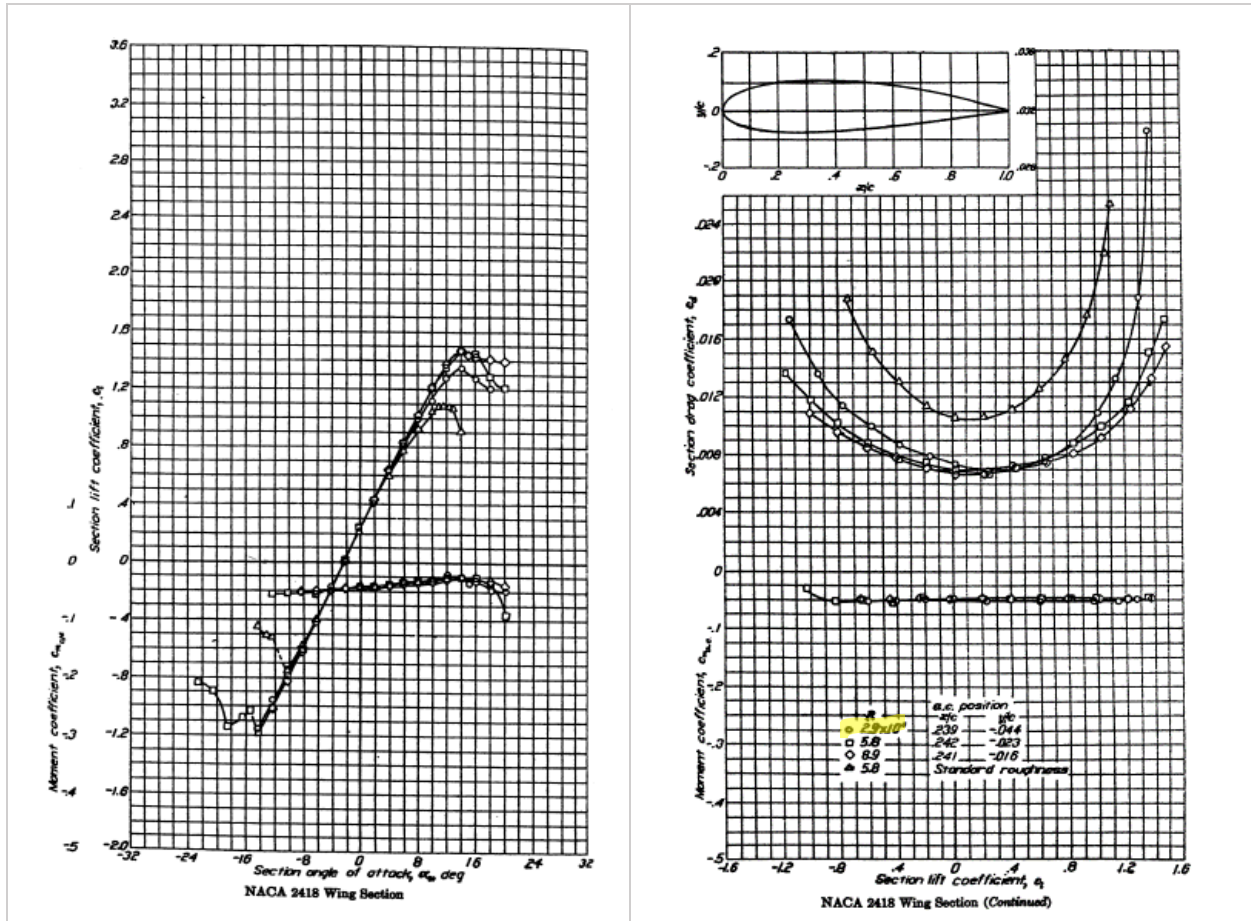 3.6
3.2
2.8
2.4
2.0
1.6
1.2
.8
.4
0
-.4
-.8
-1.2
-1.6
-2.0
.1
0
-.1
-.2
-.3
-.4
-.5
Section lift coefficient, c_l
Moment coefficient,
-32 -24 -16 -8 0 8 16 24 32
Section angle of attack, α₀, deg
NACA 2418 Wing Section
.2
0
-.2
y/c
0 .2 .4 .6 .8 1.0
x/c
.036
.032
.028
.024
.020
.016
.012
.008
.004
0
-.1
-.2
-.3
-.4
-.5
Section drag coefficient, c_d
Moment coefficient,
R
a.c. position
x/c y/c
2.9×10⁶ .239 -.044
5.8 .242 -.023
8.9 .241 -.016
5.8 Standard roughness
-1.6 -1.2 -.8 -.4 0 .4 .8 1.2 1.6
Section lift coefficient, c_l
NACA 2418 Wing Section (Continued)